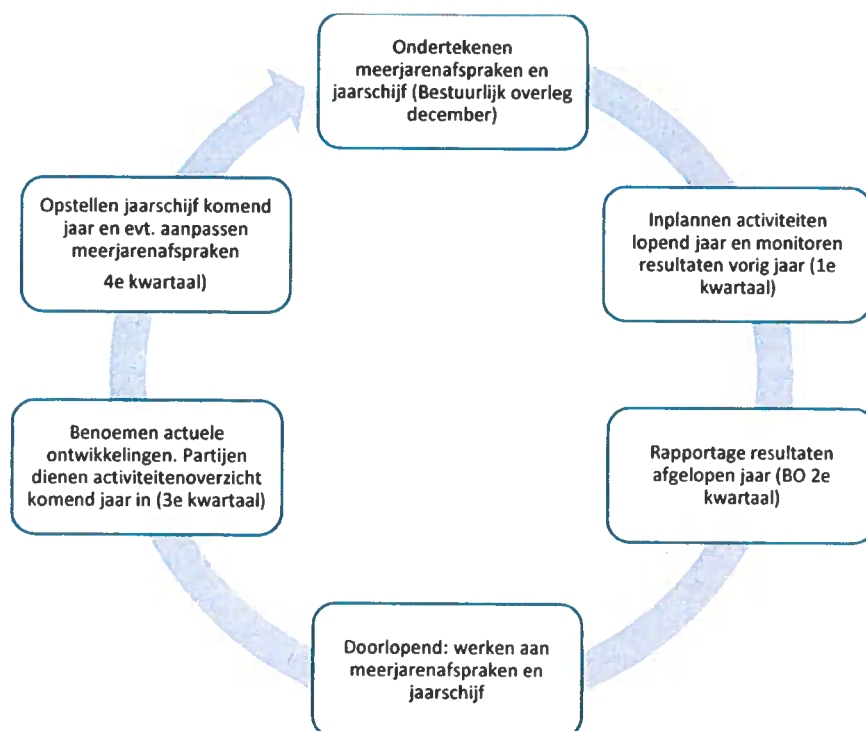 Ondertekenen
meerjarenafspraken en
jaarschijf (Bestuurlijk overleg
december)
Inplannen activiteiten
lopend jaar en monitoren
resultaten vorig jaar (1e
kwartaal)
Rapportage resultaten
afgelopen jaar (BO 2e
kwartaal)
Doorlopend: werken aan
meerjarenafspraken en
jaarschijf
Benoemen actuele
ontwikkelingen. Partijen
dienen activiteitenoverzicht
komend jaar in (3e kwartaal)
Opstellen jaarschijf komend
jaar en evt. aanpassen
meerjarenafspraken
4e kwartaal)